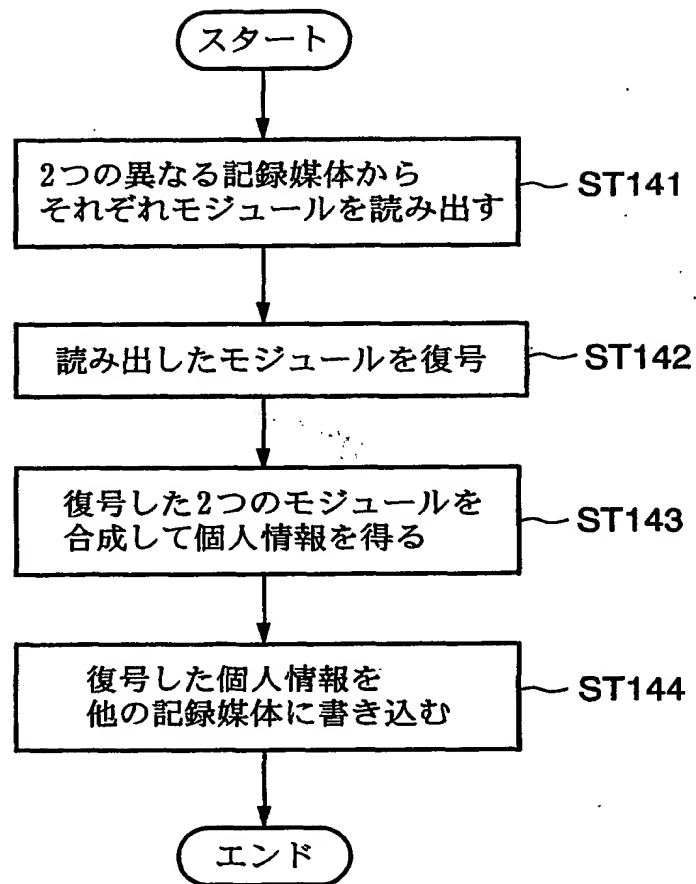 スタート
2つの異なる記録媒体から
それぞれモジュールを読み出す
ST141
読み出したモジュールを復号
ST142
復号した2つのモジュールを
合成して個人情報を得る
ST143
復号した個人情報を
他の記録媒体に書き込む
ST144
エンド